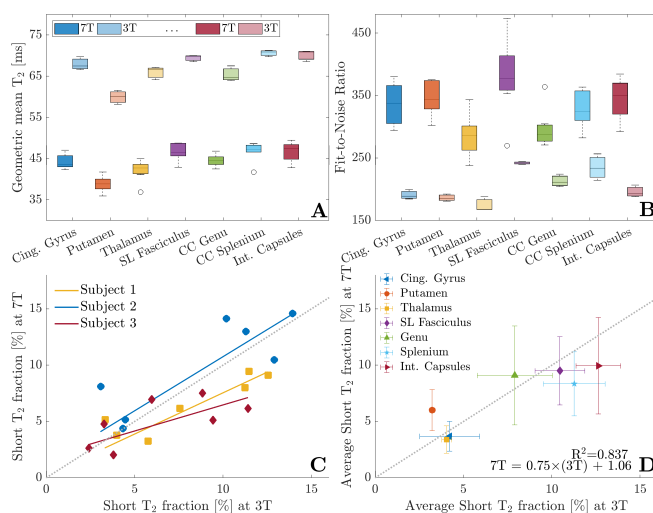 7T 3T ... 7T 3T
Geometric mean T₂ [ms]
75
65
55
45
35
A
Cing. Gyrus
Putamen
Thalamus
SL Fasciculus
CC Genu
CC Splenium
Int. Capsules
Fit-to-Noise Ratio
450
350
250
150
B
Cing. Gyrus
Putamen
Thalamus
SL Fasciculus
CC Genu
CC Splenium
Int. Capsules
Short T₂ fraction [%] at 7T
15
10
5
0
Subject 1
Subject 2
Subject 3
C
0 5 10 15
Short T₂ fraction [%] at 3T
Average Short T₂ fraction [%] at 7T
15
10
5
0
Cing. Gyrus
Putamen
Thalamus
SL Fasciculus
Genu
Splenium
Int. Capsules
R²=0.837
7T = 0.75×(3T) + 1.06
D
0 5 10 15
Average Short T₂ fraction [%] at 3T